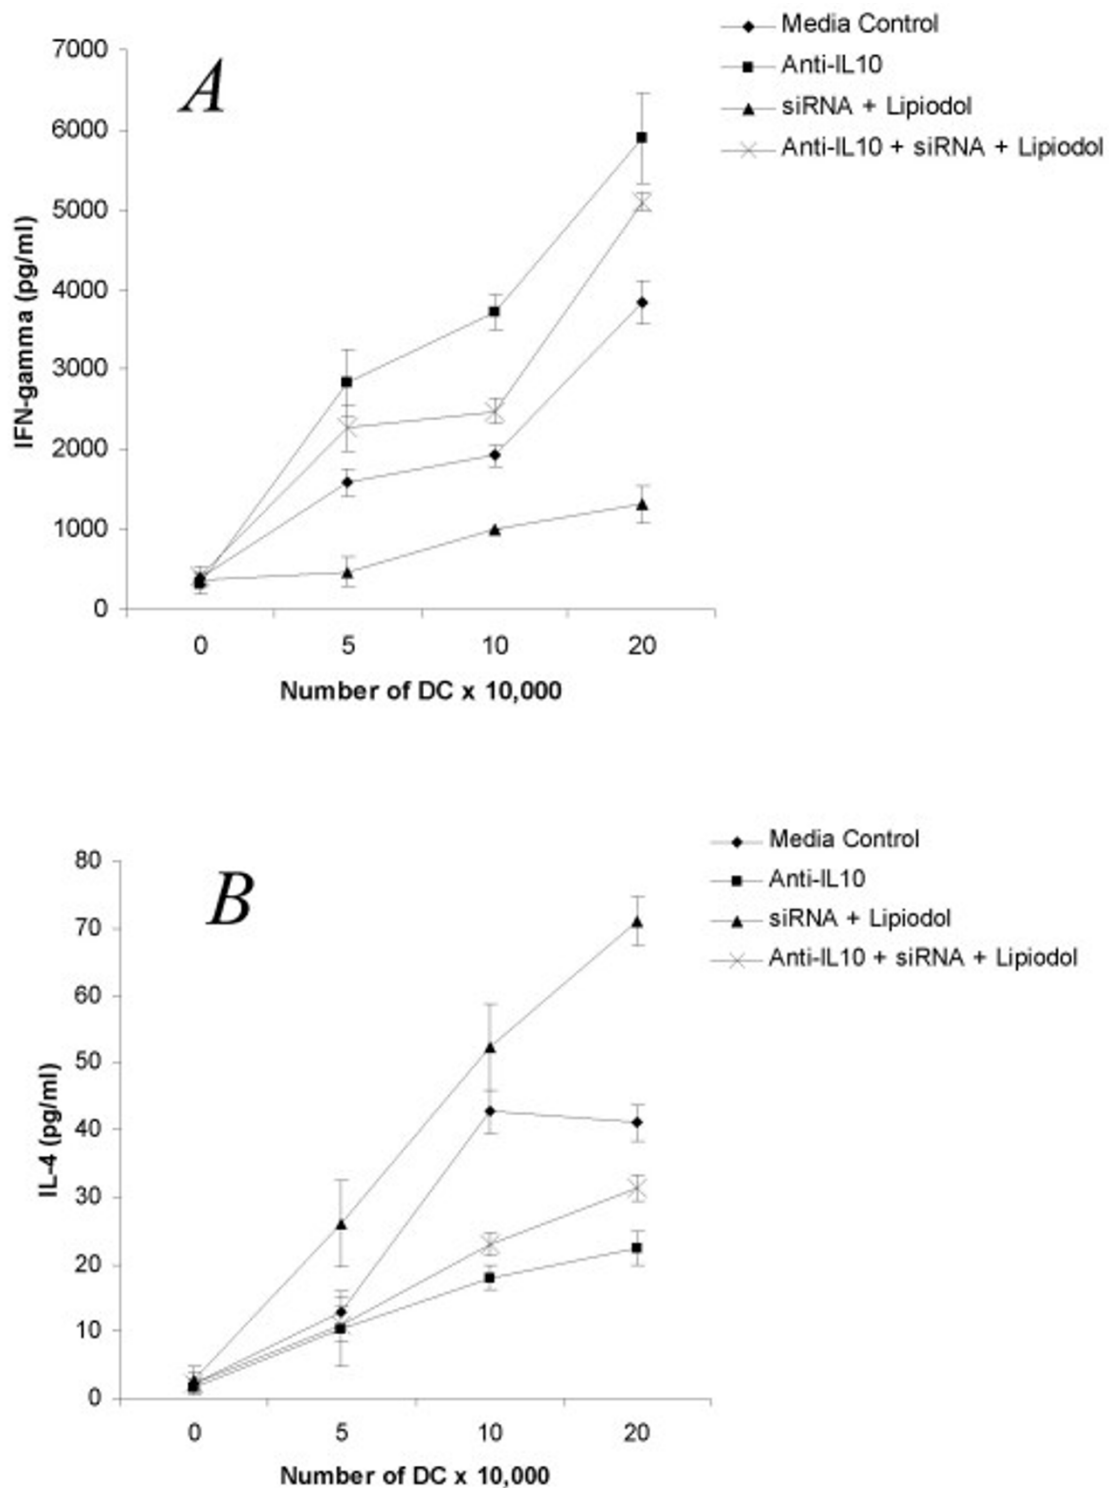 A
Media Control
Anti-IL10
siRNA + Lipiodol
Anti-IL10 + siRNA + Lipiodol
7000
6000
5000
4000
3000
2000
1000
0
IFN-gamma (pg/ml)
0 5 10 20
Number of DC x 10,000
B
Media Control
Anti-IL10
siRNA + Lipiodol
Anti-IL10 + siRNA + Lipiodol
80
70
60
50
40
30
20
10
0
IL-4 (pg/ml)
0 5 10 20
Number of DC x 10,000